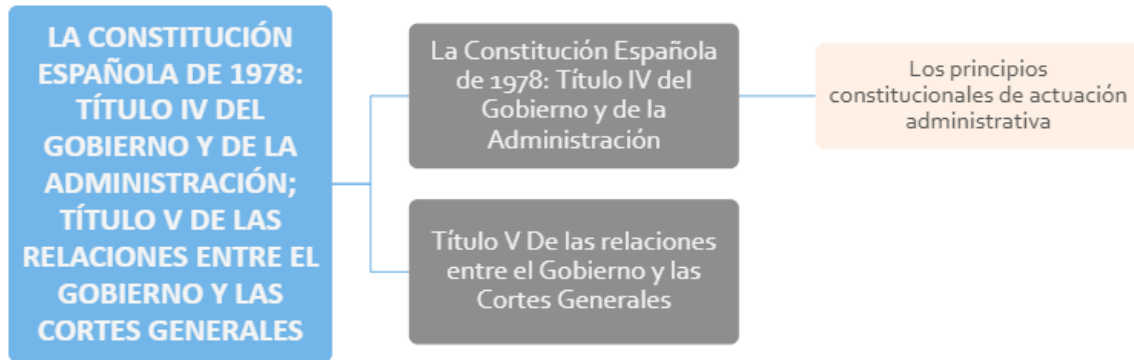 LA CONSTITUCIÓN
ESPAÑOLA DE 1978:
TÍTULO IV DEL
GOBIERNO Y DE LA
ADMINISTRACIÓN;
TÍTULO V DE LAS
RELACIONES ENTRE EL
GOBIERNO Y LAS
CORTES GENERALES
La Constitución Española
de 1978: Título IV del
Gobierno y de la
Administración
Los principios
constitucionales de actuación
administrativa
Título V De las relaciones
entre el Gobierno y las
Cortes Generales